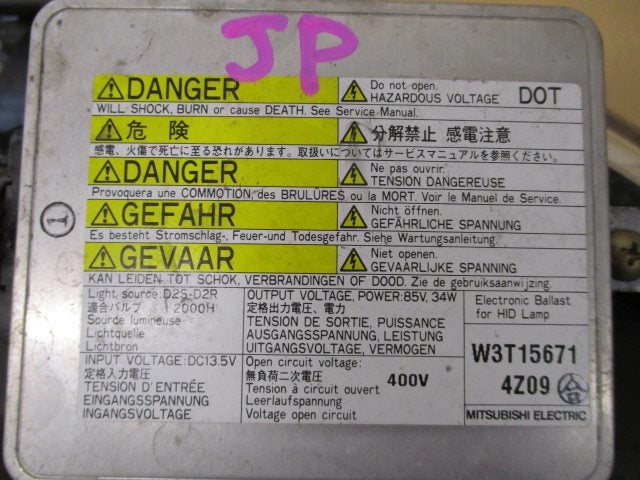 JP
DANGER
Do not open.
HAZARDOUS VOLTAGE
DOT
WILL SHOCK, BURN or cause DEATH. See Service Manual.
危険
分解禁止 感電注意
感電、火傷で死亡に至る恐れがあります。取扱いについてはサービスマニュアルを参照ください。
DANGER
Ne pas ouvrir.
TENSION DANGEREUSE
Provoquera une COMMOTION, des BRULÛRES ou la MORT. Voir le Manuel de Service.
GEFAHR
Nicht öffnen.
GEFÄHRLICHE SPANNUNG
Es besteht Stromschlag-, Feuer-und Todesgefahr. Siehe Wartungsanleitung.
GEVAAR
Niet openen.
GEVAARLIJKE SPANNING
KAN LEIDEN TOT SCHOK, VERBRANDINGEN OF DOOD. Zie de gebruiksaanwijzing.
Light source:D2S・D2R
適合バルブ 12000H
Source lumineuse
Lichtquelle
Lichtbron
OUTPUT VOLTAGE, POWER:85V, 34W
定格出力電圧、電力
TENSION DE SORTIE, PUISSANCE
AUSGANGSSPANNUNG, LEISTUNG
UITGANGSVOLTAGE, VERMOGEN
Electronic Ballast
for HID Lamp
INPUT VOLTAGE:DC13.5V
定格入力電圧
TENSION D'ENTRÉE
EINGANGSSPANNUNG
INGANGSVOLTAGE
Open circuit voltage:
無負荷二次電圧
Tension à circuit ouvert
Leerlaufspannung
Voltage open circuit
400V
W3T15671
4Z09 合
MITSUBISHI ELECTRIC